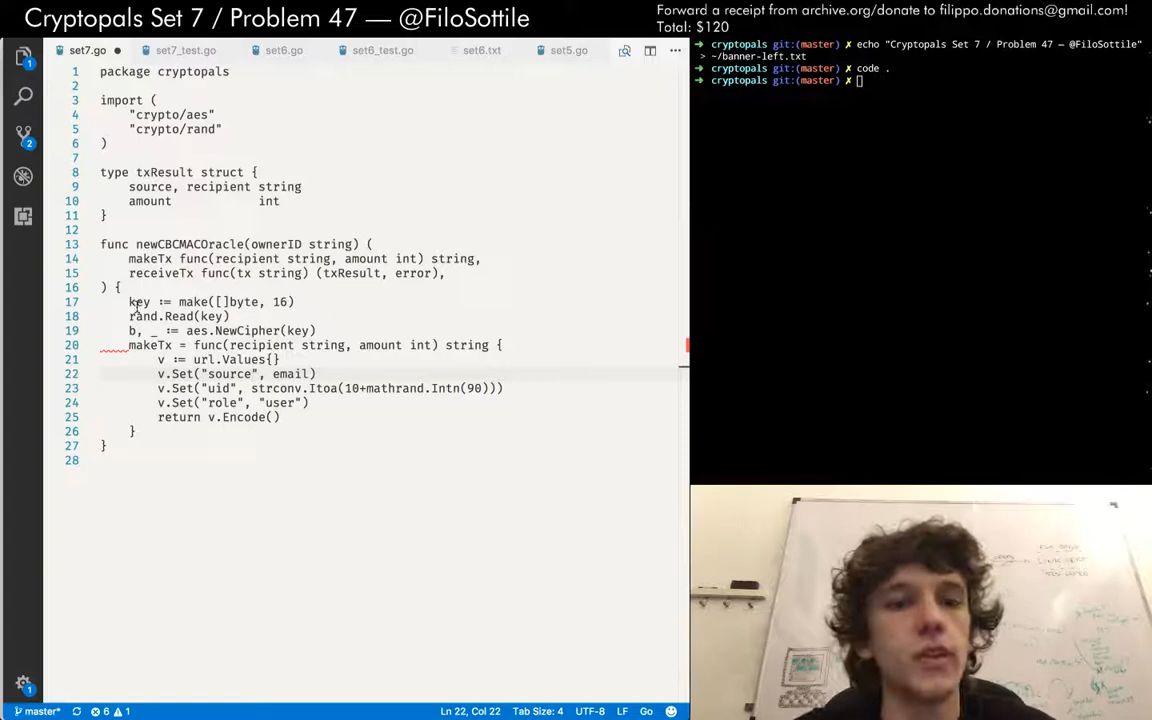 Cryptopals Set 7 / Problem 47 — @FiloSottile
Forward a receipt from archive.org/donate to filippo.donations@gmail.com!
Total: $120
set7.go set7_test.go set6.go set6_test.go set6.txt set5.go
1 package cryptopals
2
3 import (
4 "crypto/aes"
5 "crypto/rand"
6 )
7
8 type txResult struct {
9 source, recipient string
10 amount int
11 }
12
13 func newCBCMACOracle(ownerID string) (
14 makeTx func(recipient string, amount int) string,
15 receiveTx func(tx string) (txResult, error),
16 ) {
17 key := make([]byte, 16)
18 rand.Read(key)
19 b, _ := aes.NewCipher(key)
20 makeTx = func(recipient string, amount int) string {
21 v := url.Values{}
22 v.Set("source", email)
23 v.Set("uid", strconv.Itoa(10+mathrand.Intn(90)))
24 v.Set("role", "user")
25 return v.Encode()
26 }
27 }
28
➜ cryptopals git:(master) ✗ echo "Cryptopals Set 7 / Problem 47 — @FiloSottile"
> ~/banner-left.txt
➜ cryptopals git:(master) ✗ code .
➜ cryptopals git:(master) ✗
1
2
1
master* 6 1 Ln 22, Col 22 Tab Size: 4 UTF-8 LF Go